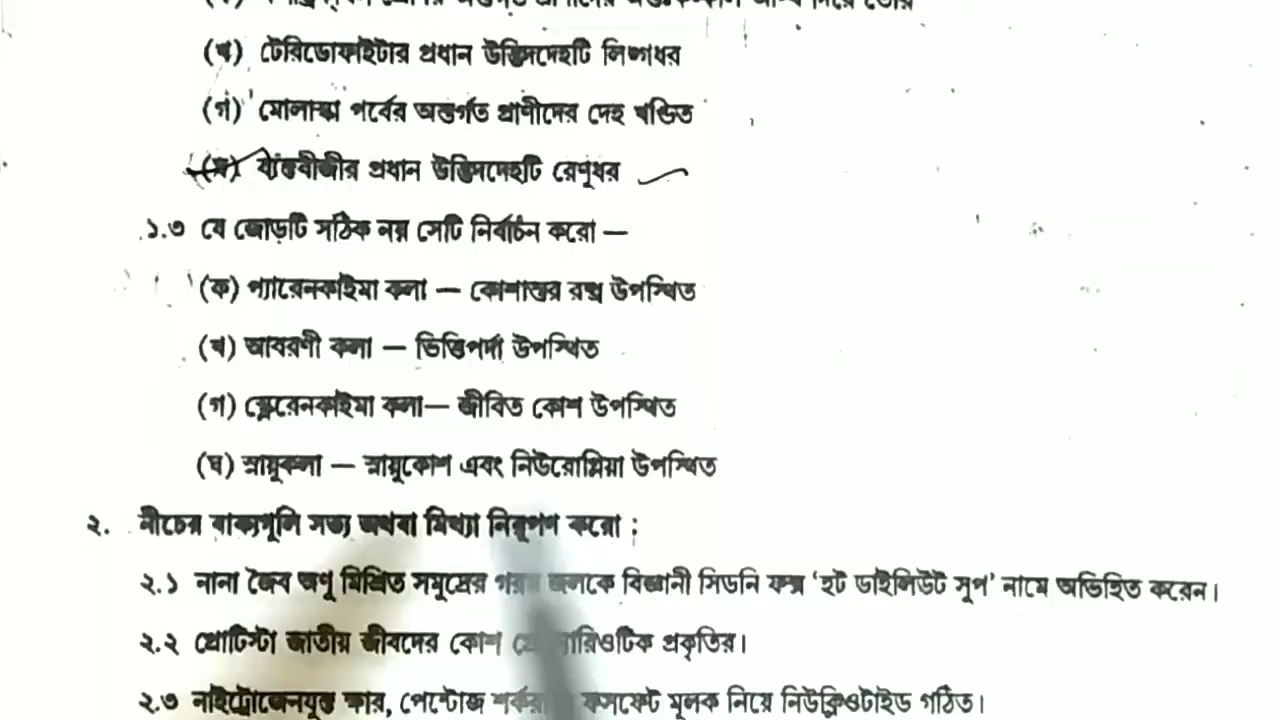 (খ) টেরিডোফাইটার প্রধান উদ্ভিদদেহটি লিঙ্গধর
(গ) মোলাস্কা পর্বের অন্তর্গত প্রাণীদের দেহ খন্ডিত
(ঘ) ব্যক্তবীজীর প্রধান উদ্ভিদদেহটি রেণুধর
১.৩ যে জোড়টি সঠিক নয় সেটি নির্বাচন করো —
(ক) প্যারেনকাইমা কলা — কোশান্তর রন্ধ্র উপস্থিত
(খ) আবরণী কলা — ভিত্তিপর্দা উপস্থিত
(গ) স্ক্লেরেনকাইমা কলা— জীবিত কোশ উপস্থিত
(ঘ) স্নায়ুকলা — স্নায়ুকোশ এবং নিউরোগ্লিয়া উপস্থিত
২. নীচের বাক্যগুলি সত্য অথবা মিথ্যা নিরূপণ করো :
২.১ নানা জৈব অণু মিশ্রিত সমুদ্রের গরম জলকে বিজ্ঞানী সিডনি ফক্স ‘হট ডাইলিউট সুপ’ নামে অভিহিত করেন।
২.২ প্রোটিস্টা জাতীয় জীবদের কোশ প্রকৃতির।
২.৩ নাইট্রোজেনযুক্ত ক্ষার, পেন্টোজ শর্করা ফসফেট মূলক নিয়ে নিউক্লিওটাইড গঠিত।